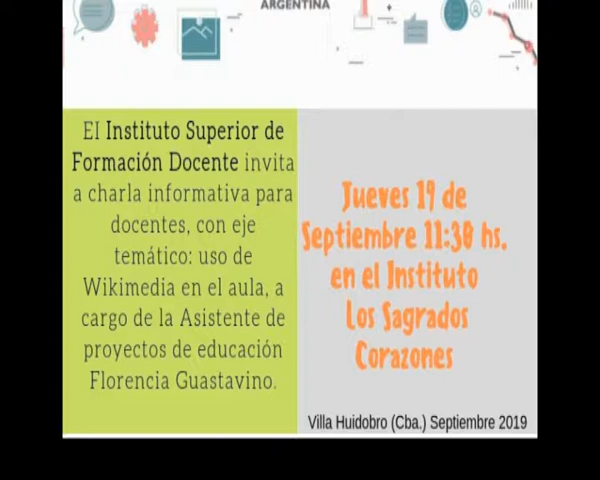 ARGENTINA
El Instituto Superior de
Formación Docente invita
a charla informativa para
docentes, con eje
temático: uso de
Wikimedia en el aula, a
cargo de la Asistente de
proyectos de educación
Florencia Guastavino.
Jueves 19 de
Septiembre 11:30 hs.
en el Instituto
Los Sagrados
Corazones
Villa Huidobro (Cba.) Septiembre 2019